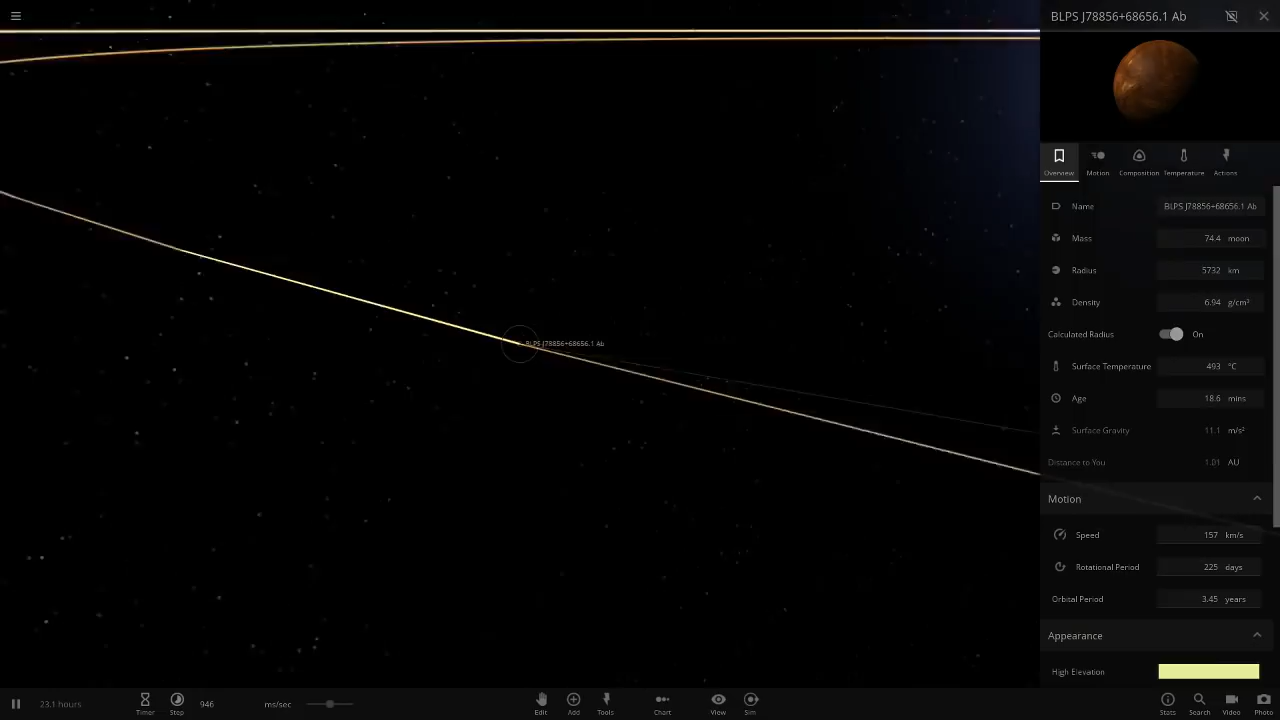 BLPS J78856+68656.1 Ab
Overview Motion Composition Temperature Actions
Name BLPS J78856+68656.1 Ab
Mass 74.4 moon
Radius 5732 km
Density 6.94 g/cm³
Calculated Radius On
Surface Temperature 493 °C
Age 18.6 mins
Surface Gravity 11.1 m/s²
Distance to You 1.01 AU
Motion
Speed 157 km/s
Rotational Period 225 days
Orbital Period 3.45 years
Appearance
High Elevation
BLPS J78856+68656.1 Ab
23.1 hours Timer Step 946 ms/sec Edit Add Tools Chart View Sim Stats Search Video Photo